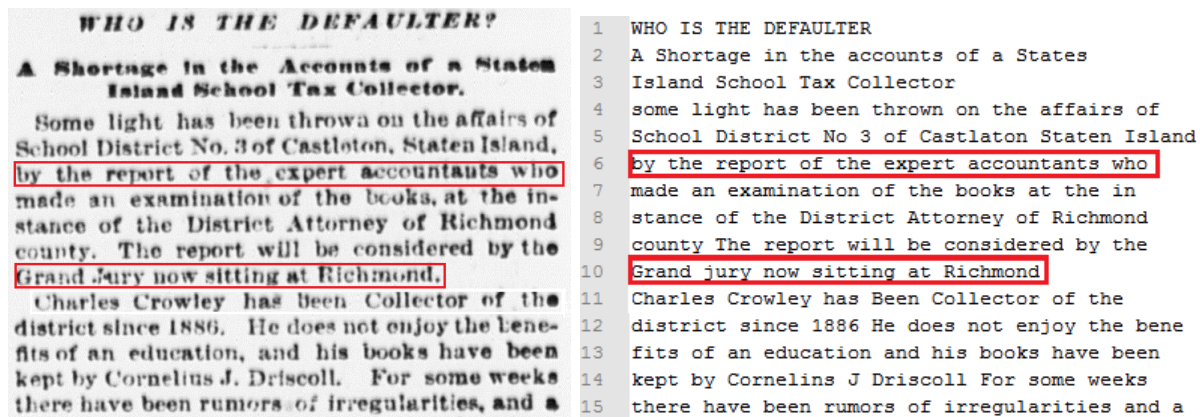 WHO IS THE DEFAULTER?
A Shortage in the Accounts of a Staten
Island School Tax Collector.
Some light has been thrown on the affairs of
School District No. 3 of Castleton, Staten Island,
by the report of the expert accountants who
made an examination of the books, at the in-
stance of the District Attorney of Richmond
county. The report will be considered by the
Grand Jury now sitting at Richmond.
Charles Crowley has been Collector of the
district since 1886. He does not enjoy the bene-
fits of an education, and his books have been
kept by Cornelius J. Driscoll. For some weeks
there have been rumors of irregularities, and a
1 WHO IS THE DEFAULTER
2 A Shortage in the accounts of a States
3 Island School Tax Collector
4 some light has been thrown on the affairs of
5 School District No 3 of Castlaton Staten Island
6 by the report of the expert accountants who
7 made an examination of the books at the in
8 stance of the District Attorney of Richmond
9 county The report will be considered by the
10 Grand jury now sitting at Richmond
11 Charles Crowley has Been Collector of the
12 district since 1886 He does not enjoy the bene
13 fits of an education and his books have been
14 kept by Cornelins J Driscoll For some weeks
15 there have been rumors of irregularities and a